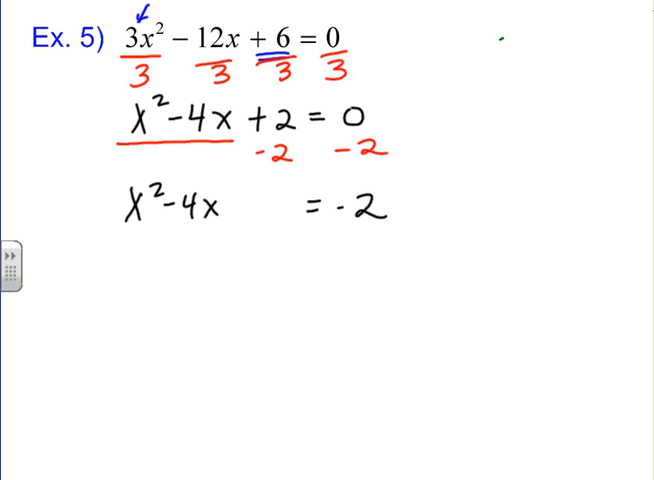 Ex. 5) 3x² − 12x + 6 = 0
3 3 3 3
x² - 4x + 2 = 0
-2 -2
x² - 4x = -2